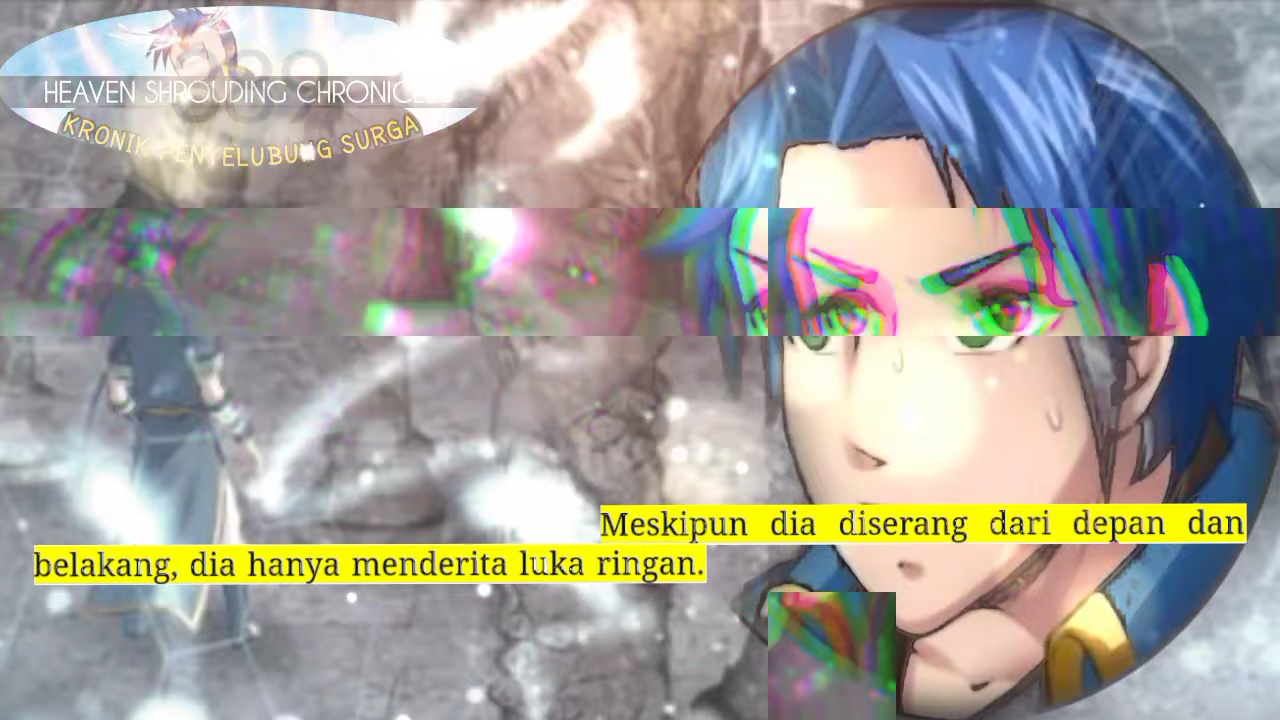 HEAVEN SHROUDING CHRONICLES
KRONIK PENYELUBUNG SURGA
Meskipun dia diserang dari depan dan
belakang, dia hanya menderita luka ringan.